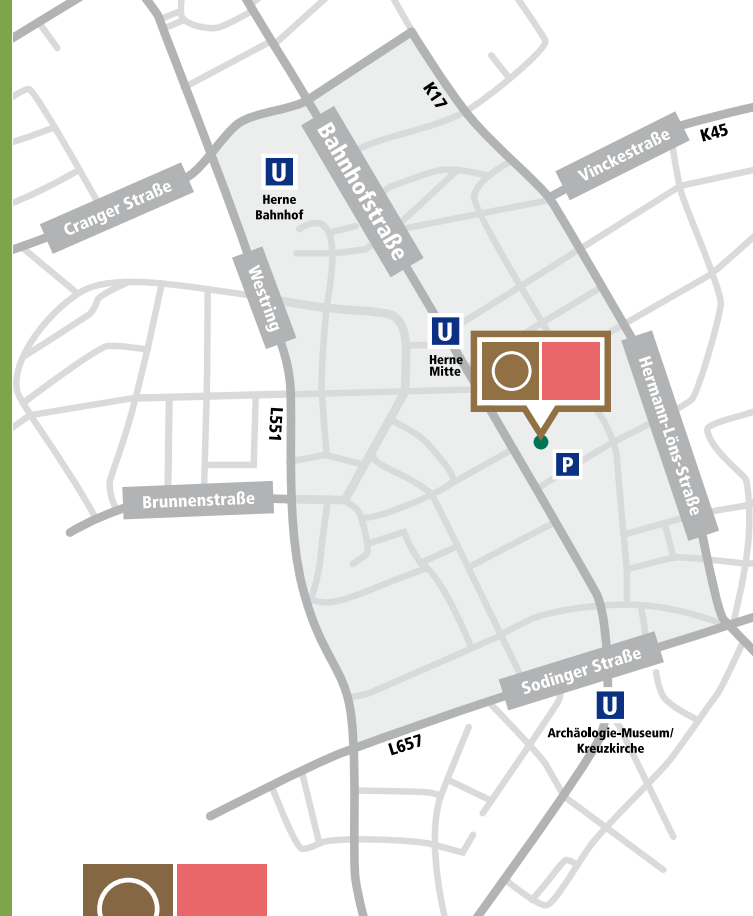 K17
K45
Vinckestraße
Bahnhofstraße
U
Herne
Bahnhof
Cranger Straße
Westring
U
Herne
Mitte
Hermann-Löns-Straße
L551
P
Brunnenstraße
Sodinger Straße
U
Archäologie-Museum/
Kreuzkirche
L657